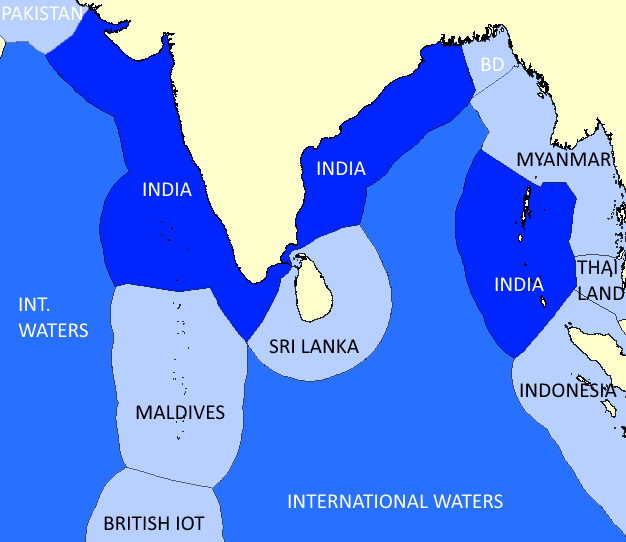 PAKISTAN
BD
MYANMAR
INDIA
INDIA
THAI
LAND
INDIA
INT.
WATERS
SRI LANKA
INDONESIA
MALDIVES
INTERNATIONAL WATERS
BRITISH IOT